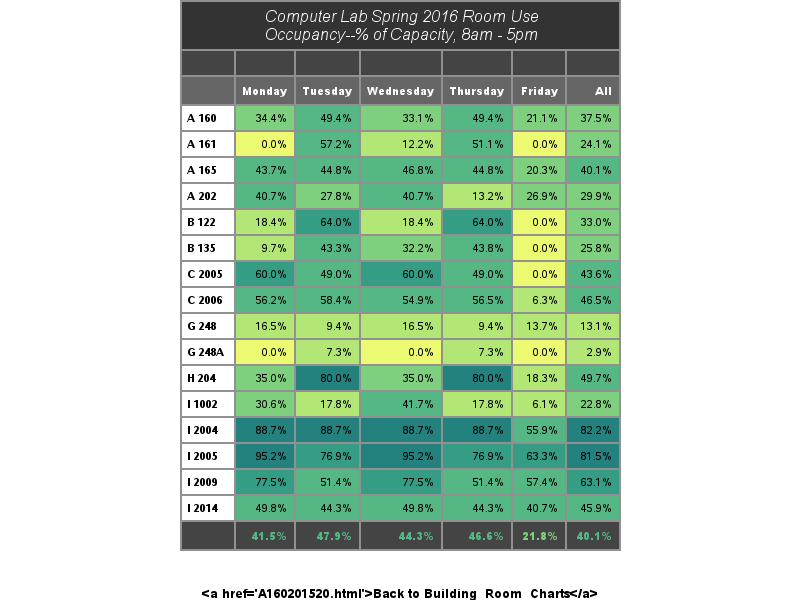 Computer Lab Spring 2016 Room Use
Occupancy--% of Capacity, 8am - 5pm
Monday Tuesday Wednesday Thursday Friday All
A 160 34.4% 49.4% 33.1% 49.4% 21.1% 37.5%
A 161 0.0% 57.2% 12.2% 51.1% 0.0% 24.1%
A 165 43.7% 44.8% 46.8% 44.8% 20.3% 40.1%
A 202 40.7% 27.8% 40.7% 13.2% 26.9% 29.9%
B 122 18.4% 64.0% 18.4% 64.0% 0.0% 33.0%
B 135 9.7% 43.3% 32.2% 43.8% 0.0% 25.8%
C 2005 60.0% 49.0% 60.0% 49.0% 0.0% 43.6%
C 2006 56.2% 58.4% 54.9% 56.5% 6.3% 46.5%
G 248 16.5% 9.4% 16.5% 9.4% 13.7% 13.1%
G 248A 0.0% 7.3% 0.0% 7.3% 0.0% 2.9%
H 204 35.0% 80.0% 35.0% 80.0% 18.3% 49.7%
I 1002 30.6% 17.8% 41.7% 17.8% 6.1% 22.8%
I 2004 88.7% 88.7% 88.7% 88.7% 55.9% 82.2%
I 2005 95.2% 76.9% 95.2% 76.9% 63.3% 81.5%
I 2009 77.5% 51.4% 77.5% 51.4% 57.4% 63.1%
I 2014 49.8% 44.3% 49.8% 44.3% 40.7% 45.9%
41.5% 47.9% 44.3% 46.6% 21.8% 40.1%
<a href='A160201520.html'>Back to Building_Room_Charts</a>